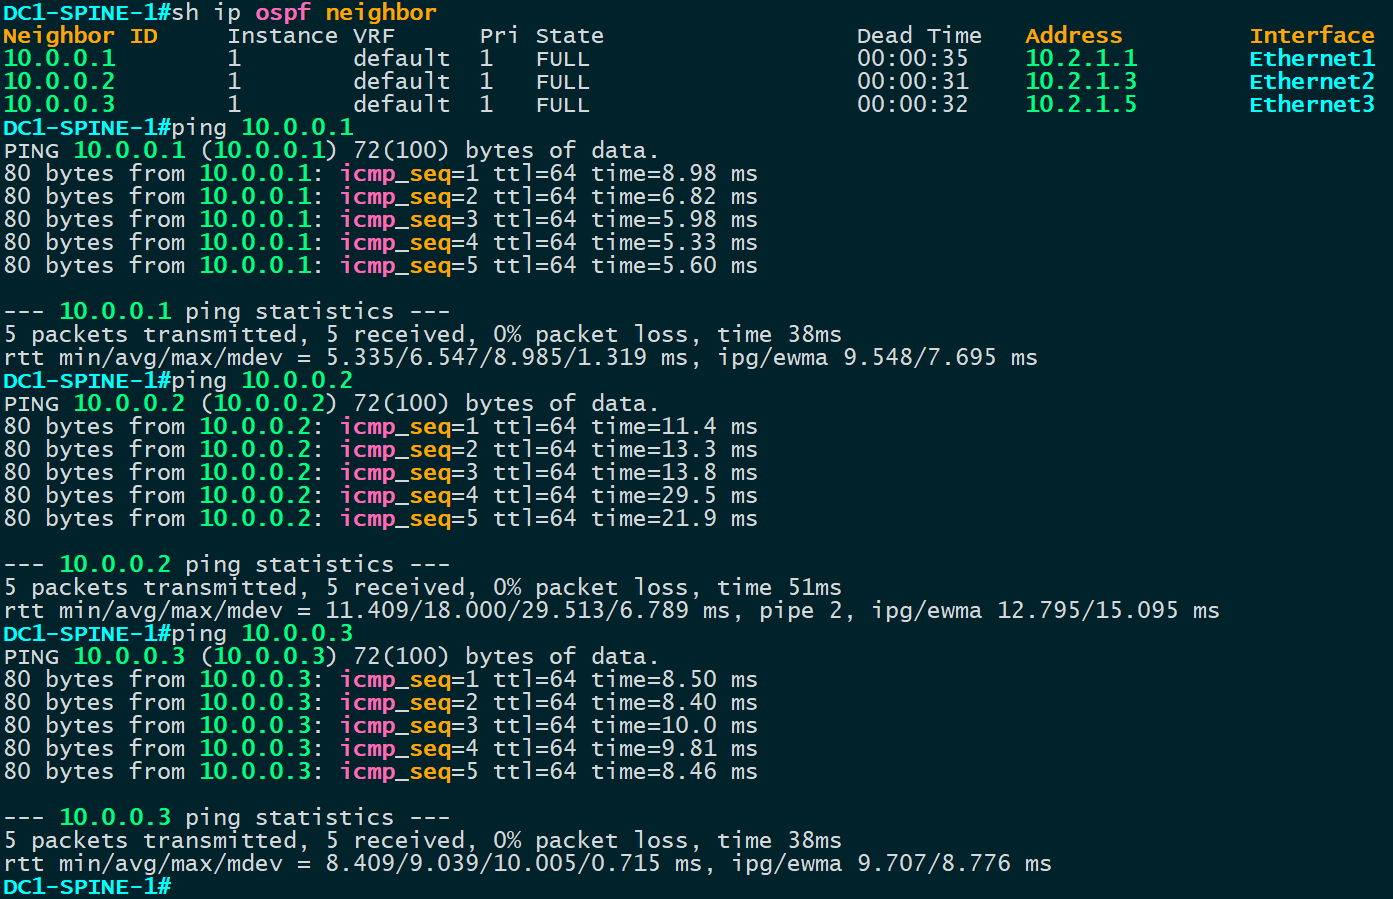 DC1-SPINE-1#sh ip ospf neighbor
Neighbor ID     Instance VRF      Pri State                  Dead Time   Address         Interface
10.0.0.1        1        default  1   FULL                   00:00:35    10.2.1.1        Ethernet1
10.0.0.2        1        default  1   FULL                   00:00:31    10.2.1.3        Ethernet2
10.0.0.3        1        default  1   FULL                   00:00:32    10.2.1.5        Ethernet3
DC1-SPINE-1#ping 10.0.0.1
PING 10.0.0.1 (10.0.0.1) 72(100) bytes of data.
80 bytes from 10.0.0.1: icmp_seq=1 ttl=64 time=8.98 ms
80 bytes from 10.0.0.1: icmp_seq=2 ttl=64 time=6.82 ms
80 bytes from 10.0.0.1: icmp_seq=3 ttl=64 time=5.98 ms
80 bytes from 10.0.0.1: icmp_seq=4 ttl=64 time=5.33 ms
80 bytes from 10.0.0.1: icmp_seq=5 ttl=64 time=5.60 ms
--- 10.0.0.1 ping statistics ---
5 packets transmitted, 5 received, 0% packet loss, time 38ms
rtt min/avg/max/mdev = 5.335/6.547/8.985/1.319 ms, ipg/ewma 9.548/7.695 ms
DC1-SPINE-1#ping 10.0.0.2
PING 10.0.0.2 (10.0.0.2) 72(100) bytes of data.
80 bytes from 10.0.0.2: icmp_seq=1 ttl=64 time=11.4 ms
80 bytes from 10.0.0.2: icmp_seq=2 ttl=64 time=13.3 ms
80 bytes from 10.0.0.2: icmp_seq=3 ttl=64 time=13.8 ms
80 bytes from 10.0.0.2: icmp_seq=4 ttl=64 time=29.5 ms
80 bytes from 10.0.0.2: icmp_seq=5 ttl=64 time=21.9 ms
--- 10.0.0.2 ping statistics ---
5 packets transmitted, 5 received, 0% packet loss, time 51ms
rtt min/avg/max/mdev = 11.409/18.000/29.513/6.789 ms, pipe 2, ipg/ewma 12.795/15.095 ms
DC1-SPINE-1#ping 10.0.0.3
PING 10.0.0.3 (10.0.0.3) 72(100) bytes of data.
80 bytes from 10.0.0.3: icmp_seq=1 ttl=64 time=8.50 ms
80 bytes from 10.0.0.3: icmp_seq=2 ttl=64 time=8.40 ms
80 bytes from 10.0.0.3: icmp_seq=3 ttl=64 time=10.0 ms
80 bytes from 10.0.0.3: icmp_seq=4 ttl=64 time=9.81 ms
80 bytes from 10.0.0.3: icmp_seq=5 ttl=64 time=8.46 ms
--- 10.0.0.3 ping statistics ---
5 packets transmitted, 5 received, 0% packet loss, time 38ms
rtt min/avg/max/mdev = 8.409/9.039/10.005/0.715 ms, ipg/ewma 9.707/8.776 ms
DC1-SPINE-1#